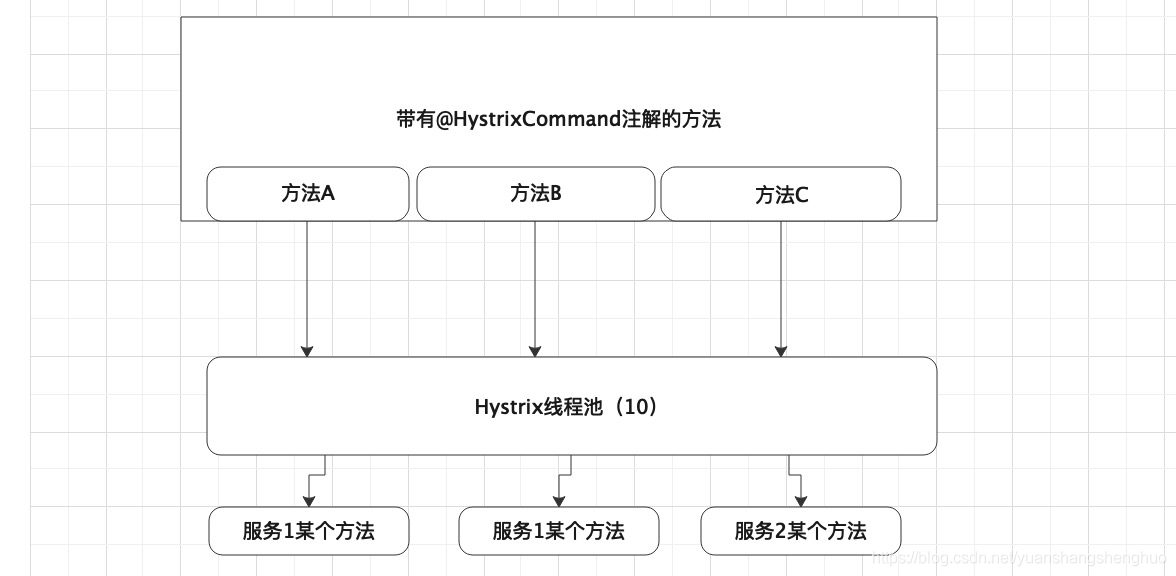 带有@HystrixCommand注解的方法
方法A
方法B
方法C
Hystrix线程池（10）
服务1某个方法
服务1某个方法
服务2某个方法
https://blog.csdn.net/yuanshangshenghuo